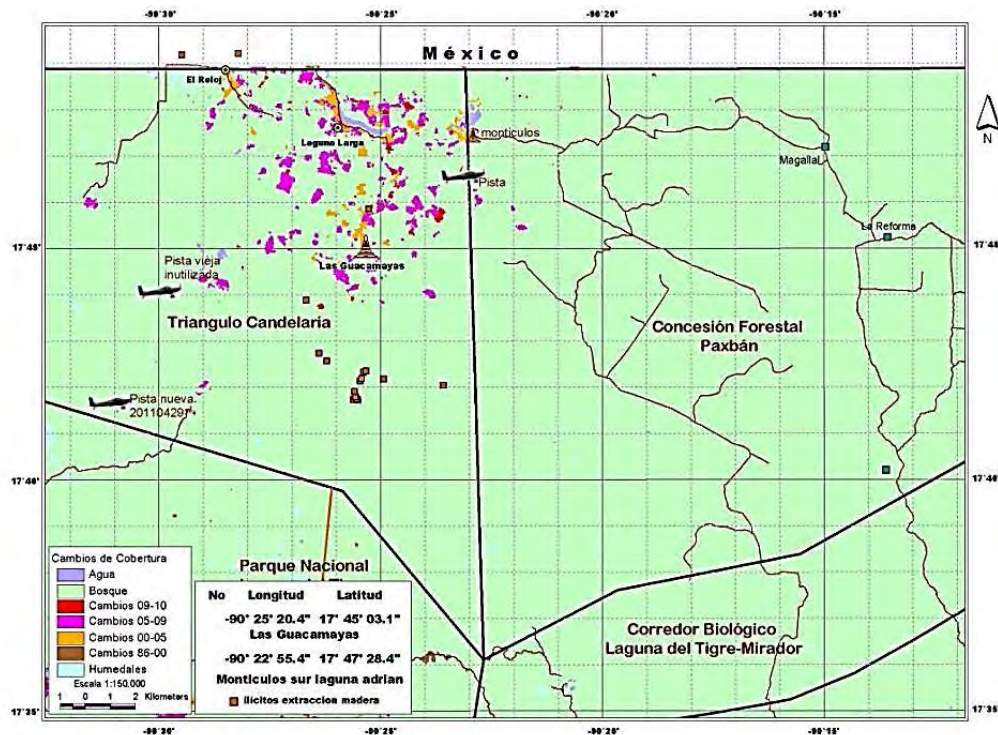 -90°30' -90°25' -90°20' -90°15'
México
El Reloj
Laguna Larga
monticulos
Magallal
Pista
La Reforma
17°45'
Las Guacamayas
Pista vieja
inutilizada
Triangulo Candelaria
Concesión Forestal
Paxbán
Pista nueva
20110429
17°40' 17°40'
Parque Nacional
Cambios de Cobertura
Agua
Bosque
Cambios 09-10
Cambios 05-09
Cambios 00-05
Cambios 86-00
Humedales
Escala 1:150,000
1 0 1 2 Kilometers
No Longitud Latitud
-90° 25' 20.4" 17° 45' 03.1"
Las Guacamayas
-90° 22' 55.4" 17° 47' 28.4"
Monticulos sur laguna adrian
ilicitos extraccion madera
Corredor Biológico
Laguna del Tigre-Mirador
17°35' 17°35'
-90°30' -90°25' -90°20' -90°15'
N